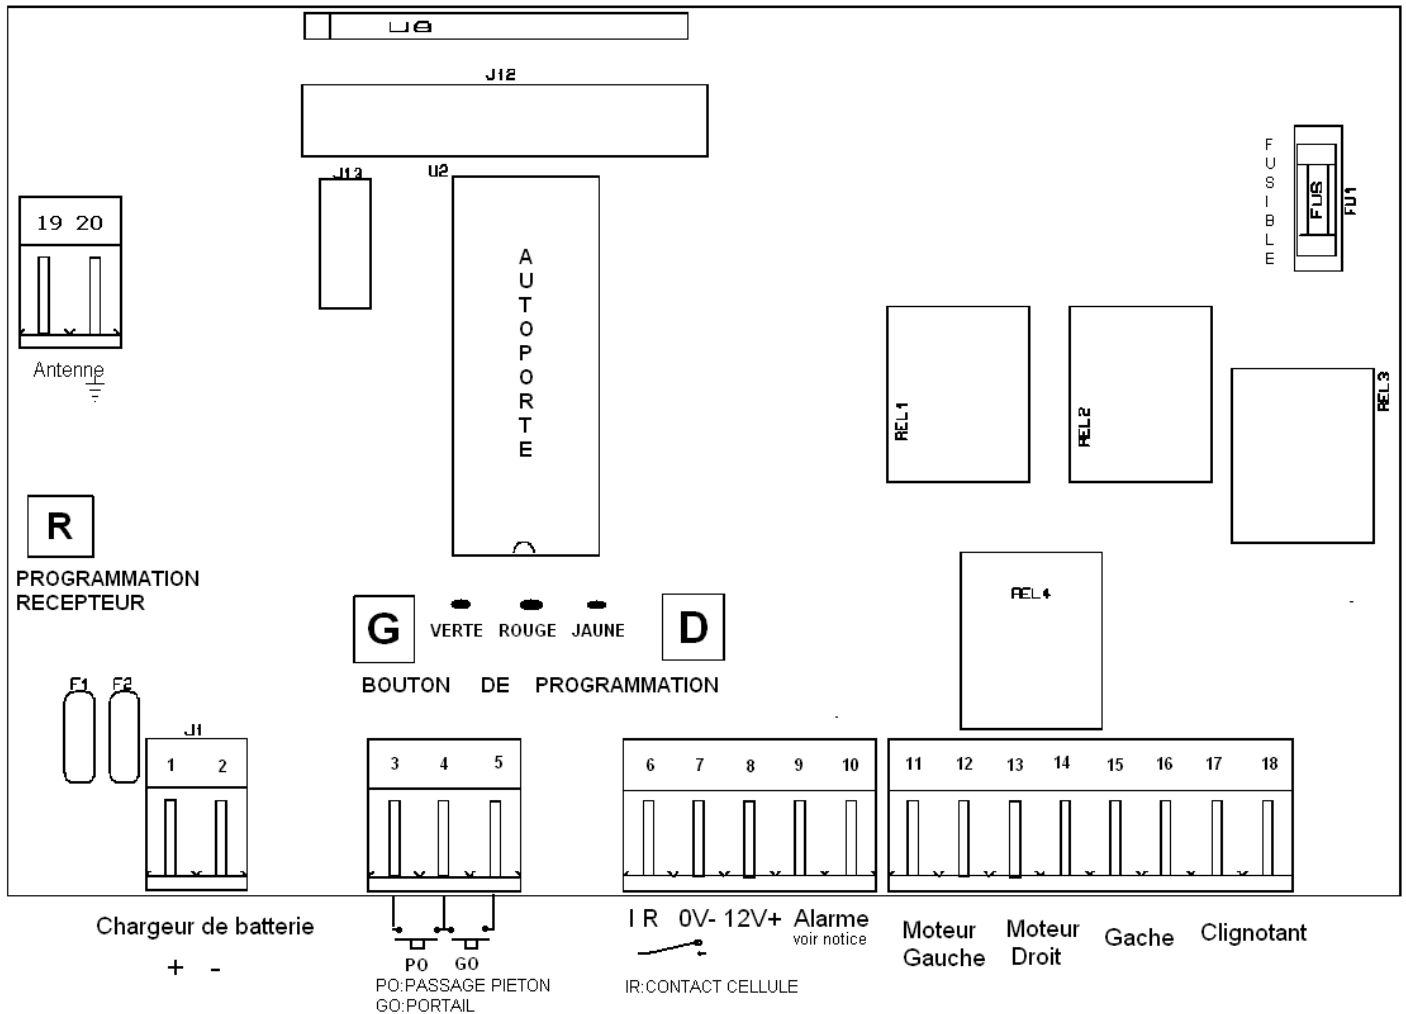 U8
J12
J13
U2
FUSIBLE
FUS
FU1
19 20
AUTOPORTE
Antenne
REL1
REL2
REL3
R
PROGRAMMATION
RECEPTEUR
REL4
G
VERTE ROUGE JAUNE
D
BOUTON DE PROGRAMMATION
F1 F2
J1
1 2
3 4 5
6 7 8 9 10
11 12 13 14 15 16 17 18
Chargeur de batterie
+ -
PO GO
PO:PASSAGE PIETON
GO:PORTAIL
I R 0V- 12V+ Alarme
voir notice
IR:CONTACT CELLULE
Moteur
Gauche
Moteur
Droit
Gache
Clignotant